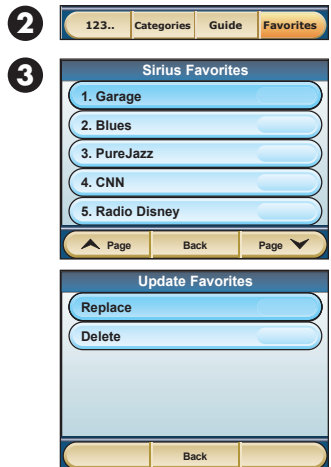 2
123.. Categories Guide Favorites
3
Sirius Favorites
1. Garage
2. Blues
3. PureJazz
4. CNN
5. Radio Disney
Page Back Page
Update Favorites
Replace
Delete
Back